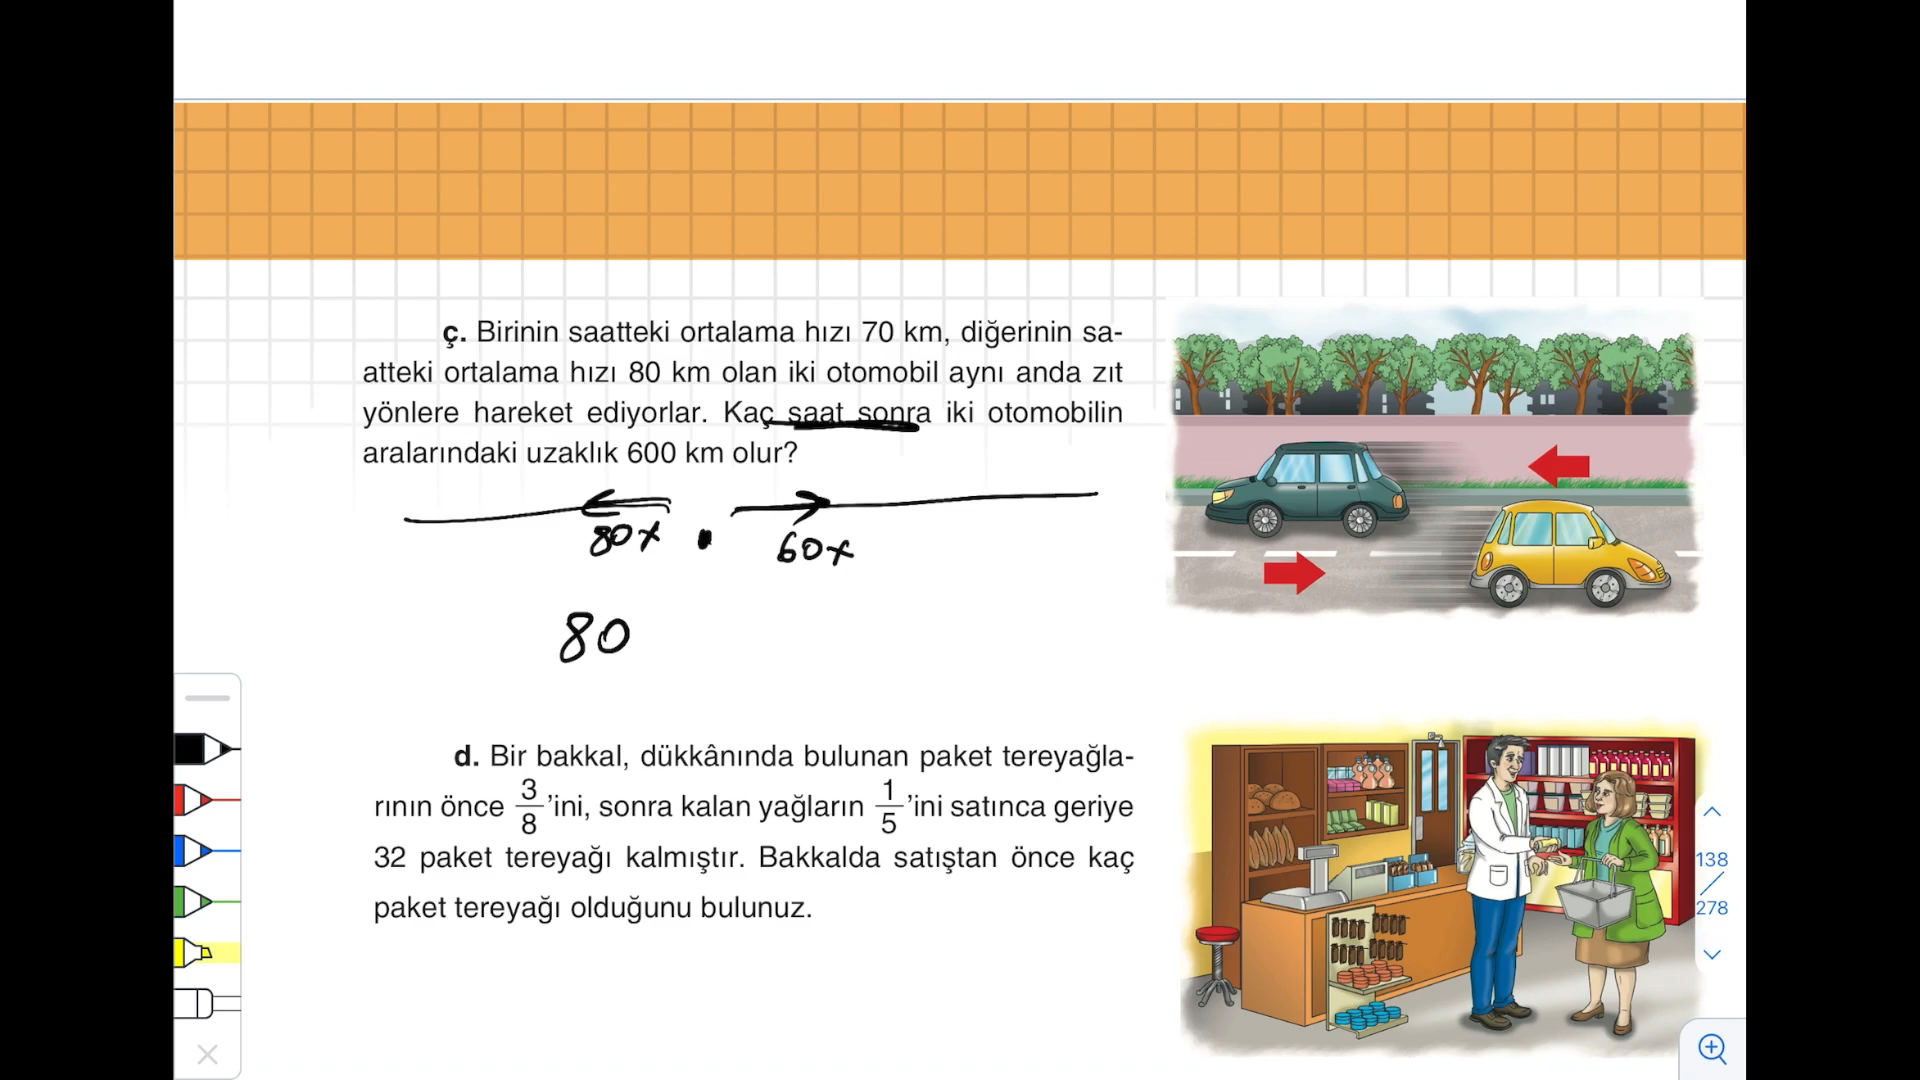 ç. Birinin saatteki ortalama hızı 70 km, diğerinin sa-
atteki ortalama hızı 80 km olan iki otomobil aynı anda zıt
yönlere hareket ediyorlar. Kaç saat sonra iki otomobilin
aralarındaki uzaklık 600 km olur?
80x . 60x
80
d. Bir bakkal, dükkânında bulunan paket tereyağla-
rının önce 3/8 'ini, sonra kalan yağların 1/5 'ini satınca geriye
32 paket tereyağı kalmıştır. Bakkalda satıştan önce kaç
paket tereyağı olduğunu bulunuz.
138
/
278